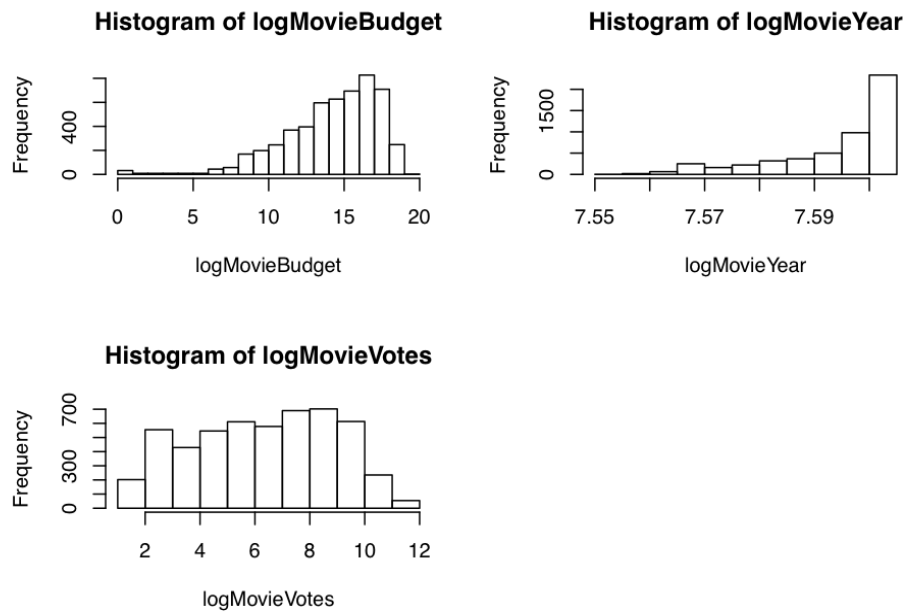 Histogram of logMovieBudget
Frequency
400
0
0 5 10 15 20
logMovieBudget
Histogram of logMovieYear
Frequency
1500
0
7.55 7.57 7.59
logMovieYear
Histogram of logMovieVotes
Frequency
700
300
0
2 4 6 8 10 12
logMovieVotes